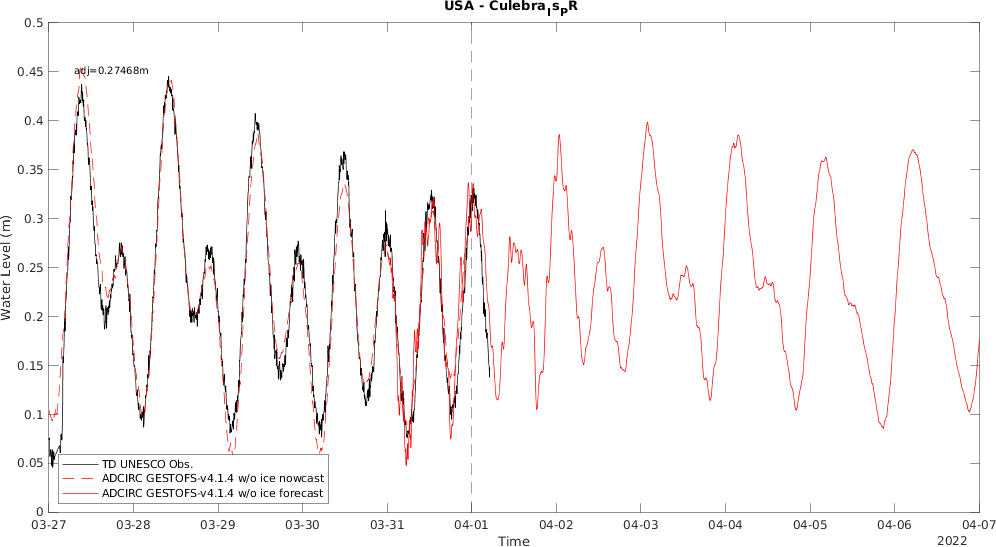 USA - CulebraIsPR
0.5
0.45
0.4
0.35
0.3
0.25
0.2
0.15
0.1
0.05
0
Water Level (m)
adj=0.27468m
TD UNESCO Obs.
ADCIRC GESTOFS-v4.1.4 w/o ice nowcast
ADCIRC GESTOFS-v4.1.4 w/o ice forecast
03-27 03-28 03-29 03-30 03-31 04-01 04-02 04-03 04-04 04-05 04-06 04-07
Time
2022